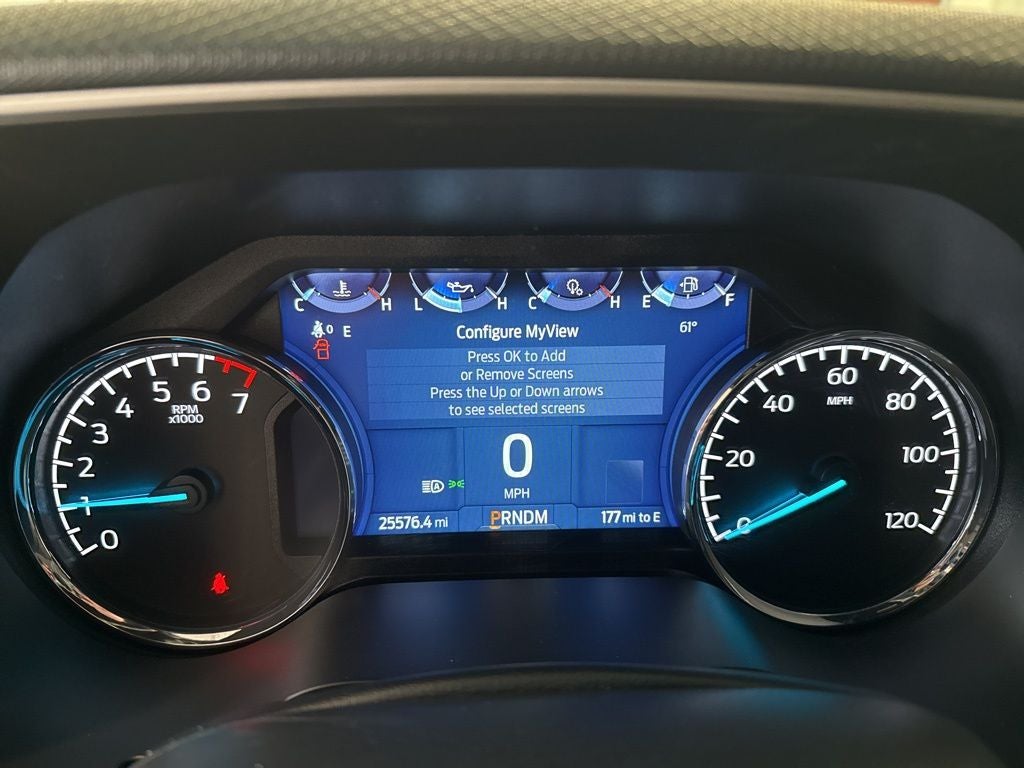 C H L H C H E F
0 E
61°
Configure MyView
Press OK to Add
or Remove Screens
Press the Up or Down arrows
to see selected screens
0
MPH
A
25576.4 mi
PRNDM
177 mi to E
0 1 2 3 4 5 6 7
RPM
x1000
0 20 40 60 80 100 120
MPH